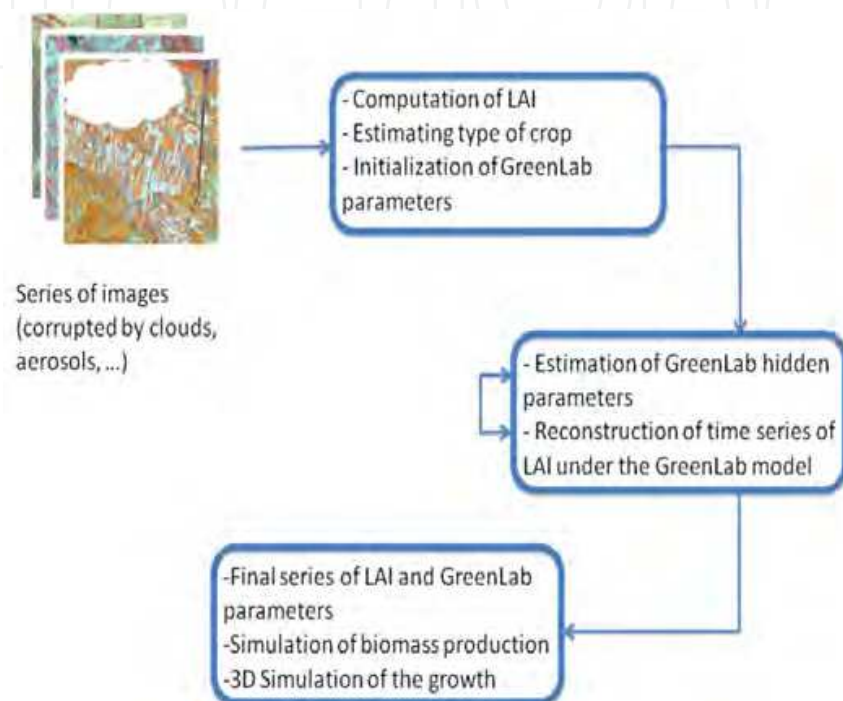 - Computation of LAI
- Estimating type of crop
- Initialization of GreenLab
parameters
Series of images
(corrupted by clouds,
aerosols, ...)
- Estimation of GreenLab hidden
parameters
- Reconstruction of time series of
LAI under the GreenLab model
-Final series of LAI and GreenLab
parameters
-Simulation of biomass production
-3D Simulation of the growth